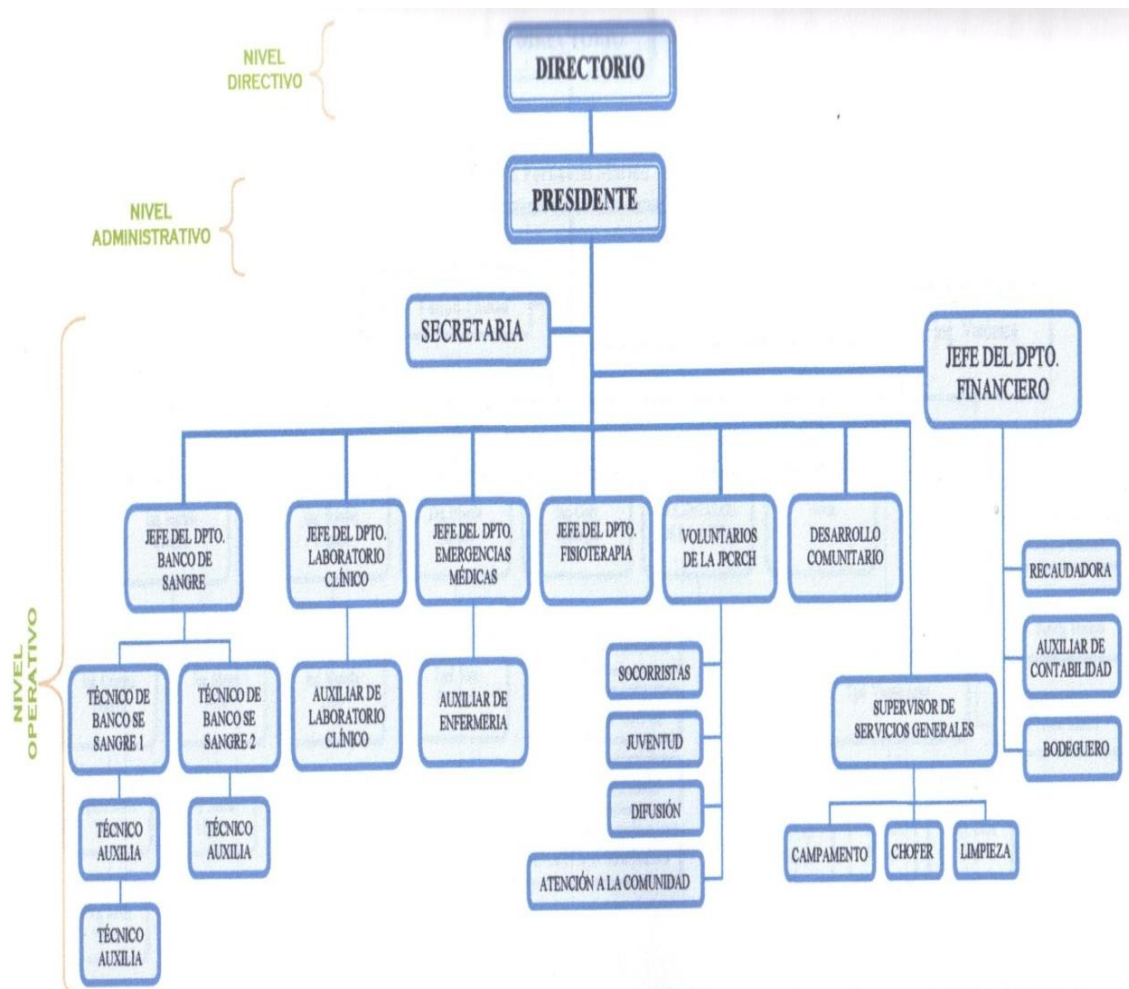 NIVEL
DIRECTIVO
DIRECTORIO
NIVEL
ADMINISTRATIVO
PRESIDENTE
SECRETARIA
JEFE DEL DPTO.
FINANCIERO
NIVEL
OPERATIVO
JEFE DEL DPTO.
BANCO DE
SANGRE
JEFE DEL DPTO.
LABORATORIO
CLÍNICO
JEFE DEL DPTO.
EMERGENCIAS
MÉDICAS
JEFE DEL DPTO.
FISIOTERAPIA
VOLUNTARIOS
DE LA JPCRCH
DESARROLLO
COMUNITARIO
RECAUDADORA
AUXILIAR DE
CONTABILIDAD
BODEGUERO
TÉCNICO DE
BANCO SE
SANGRE 1
TÉCNICO DE
BANCO SE
SANGRE 2
AUXILIAR DE
LABORATORIO
CLÍNICO
AUXILIAR DE
ENFERMERIA
SOCORRISTAS
JUVENTUD
DIFUSIÓN
ATENCIÓN A LA COMUNIDAD
SUPERVISOR DE
SERVICIOS GENERALES
CAMPAMENTO
CHOFER
LIMPIEZA
TÉCNICO
AUXILIA
TÉCNICO
AUXILIA
TÉCNICO
AUXILIA